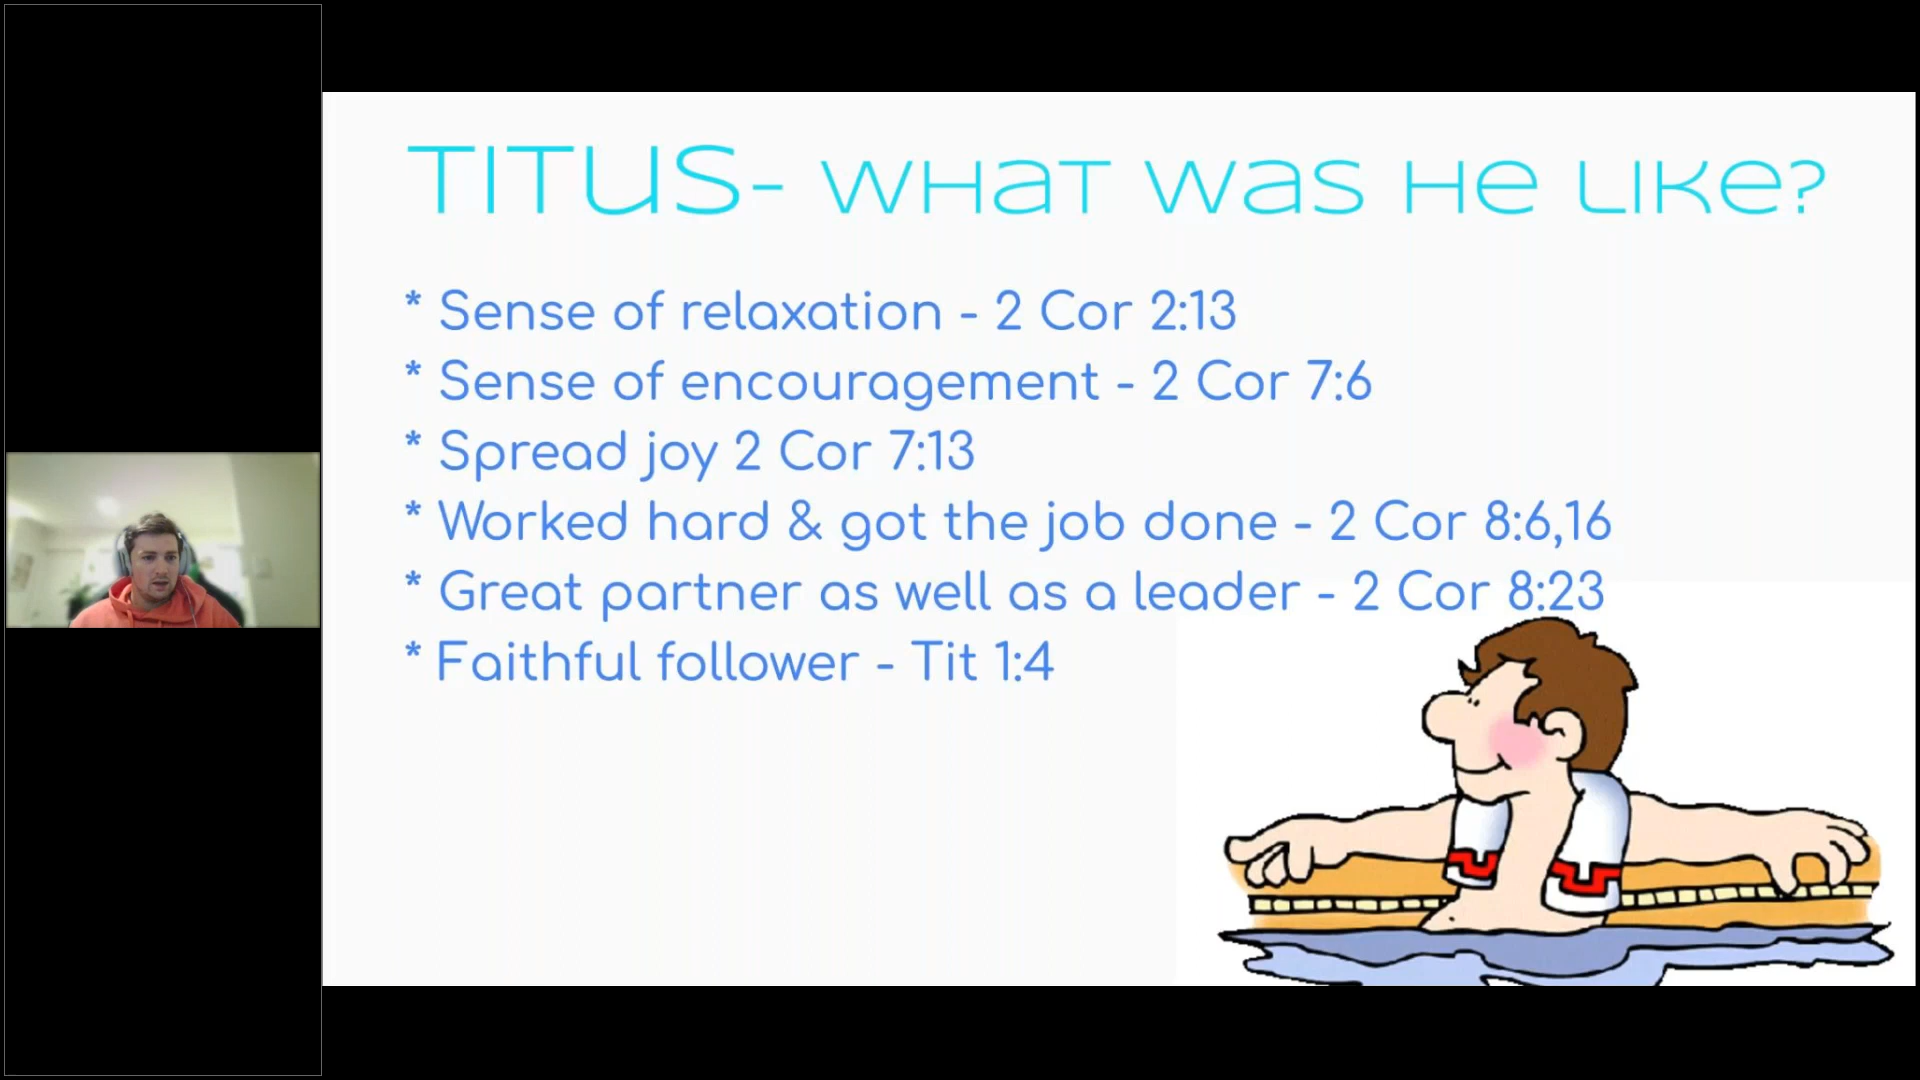 TITUS- WHAT WAS HE LIKE?
* Sense of relaxation - 2 Cor 2:13
* Sense of encouragement - 2 Cor 7:6
* Spread joy 2 Cor 7:13
* Worked hard & got the job done - 2 Cor 8:6,16
* Great partner as well as a leader - 2 Cor 8:23
* Faithful follower - Tit 1:4